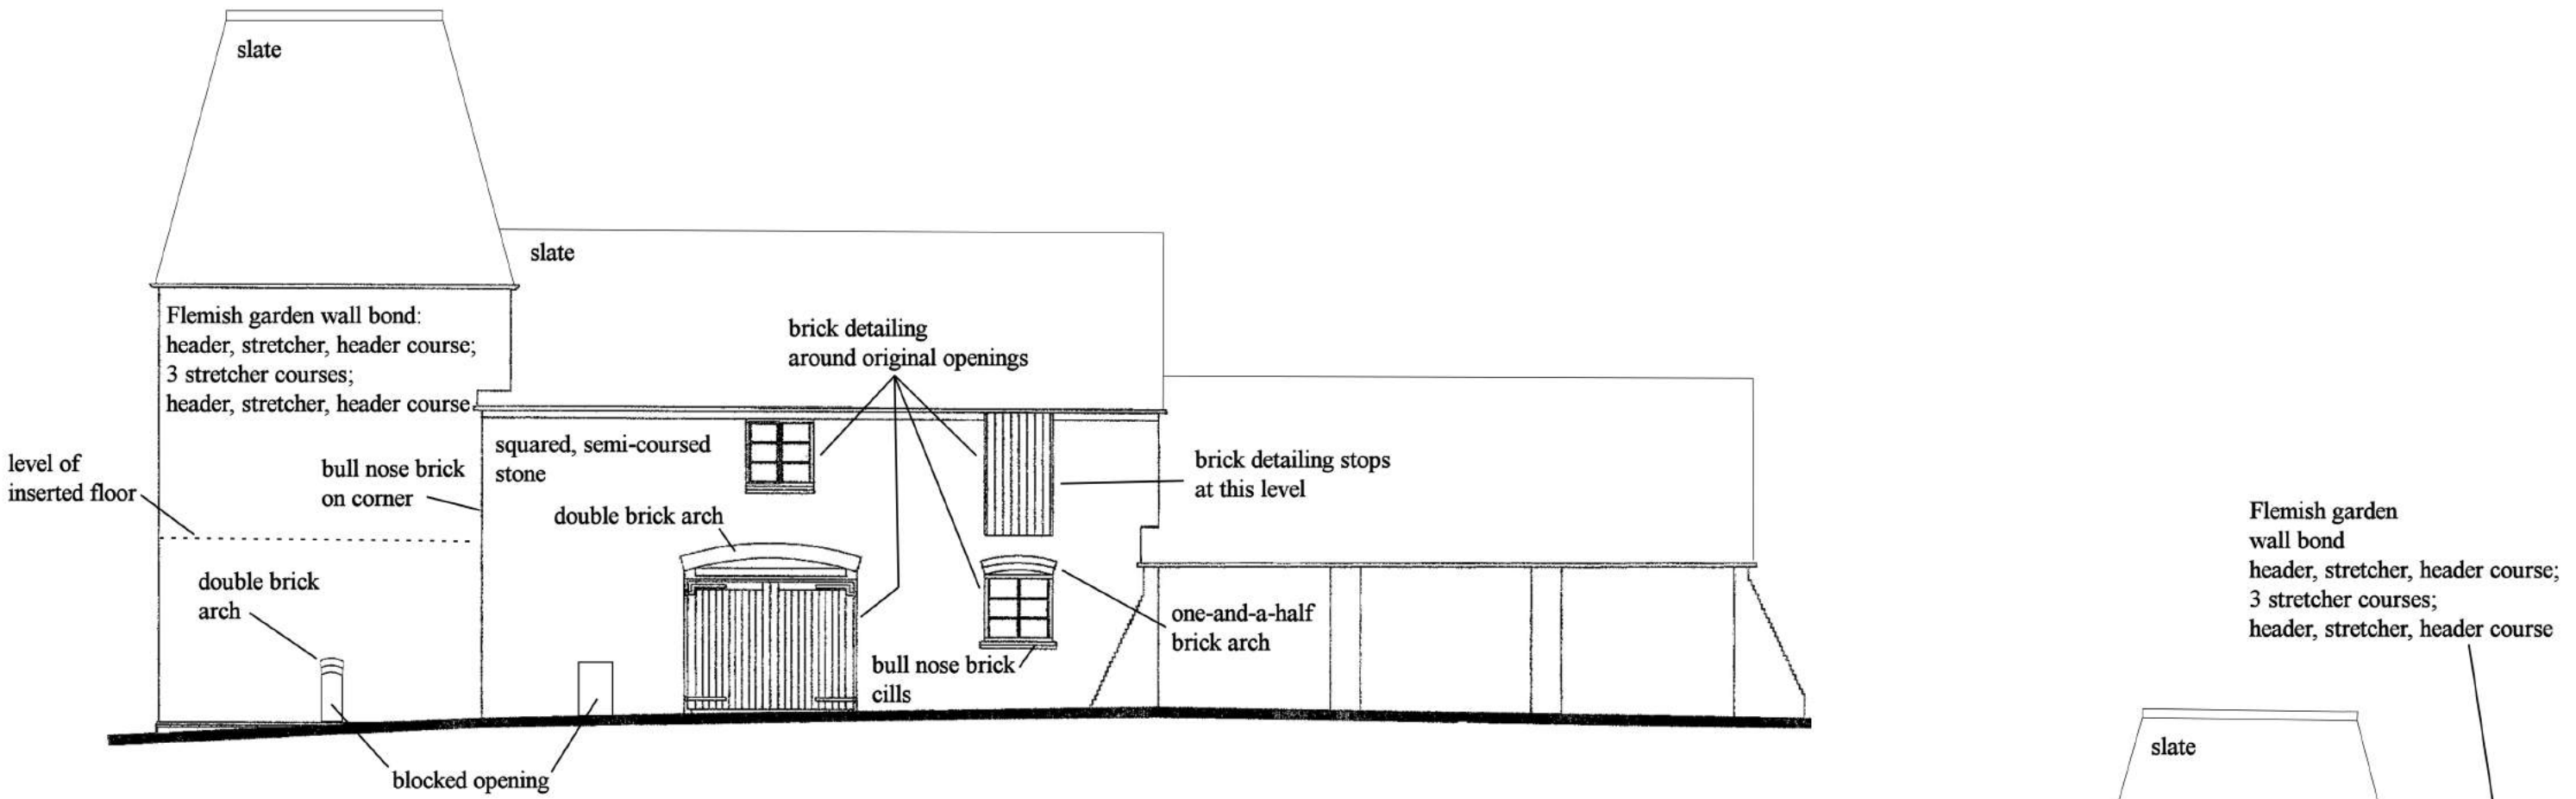 slate
slate
Flemish garden wall bond:
header, stretcher, header course;
3 stretcher courses;
header, stretcher, header course
brick detailing
around original openings
level of
inserted floor
bull nose brick
on corner
squared, semi-coursed
stone
double brick arch
brick detailing stops
at this level
double brick
arch
one-and-a-half
brick arch
bull nose brick
cills
blocked opening
Flemish garden
wall bond
header, stretcher, header course;
3 stretcher courses;
header, stretcher, header course
slate